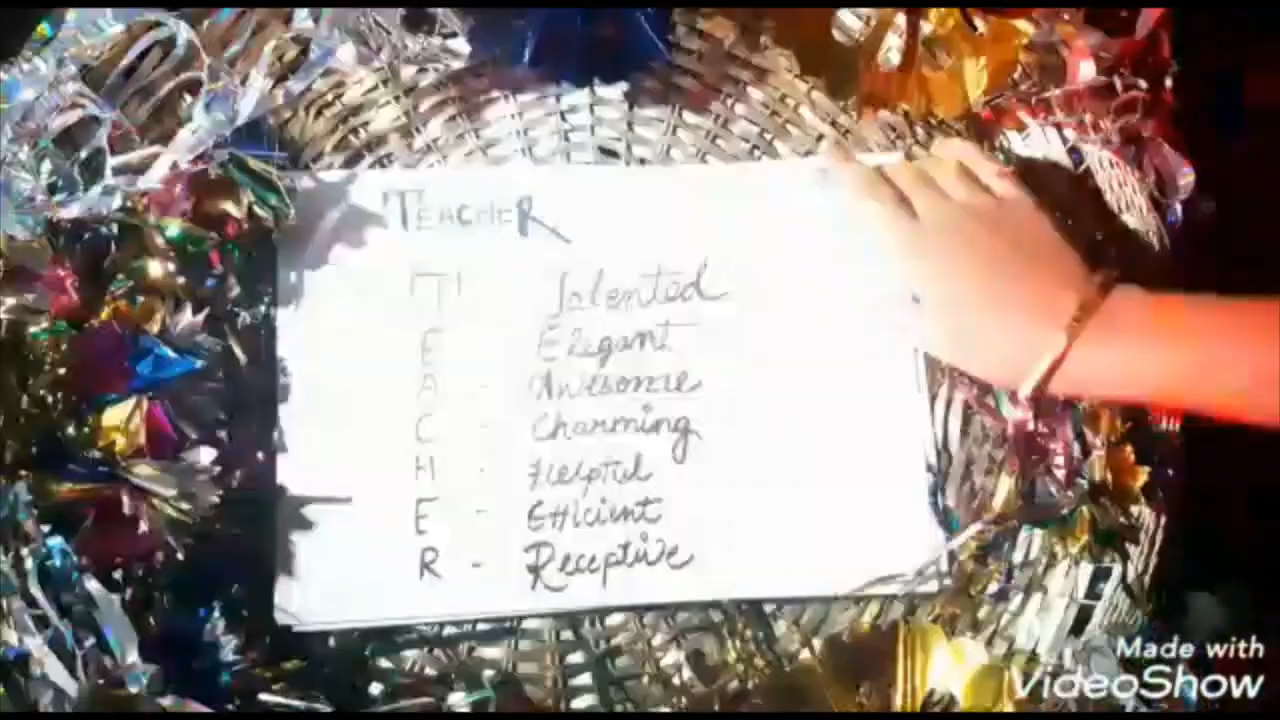 TEACHER
T Talented
E Elegant
A - Awesome
C - Charming
H - Helpful
E - Efficient
R - Receptive
Made with
VideoShow